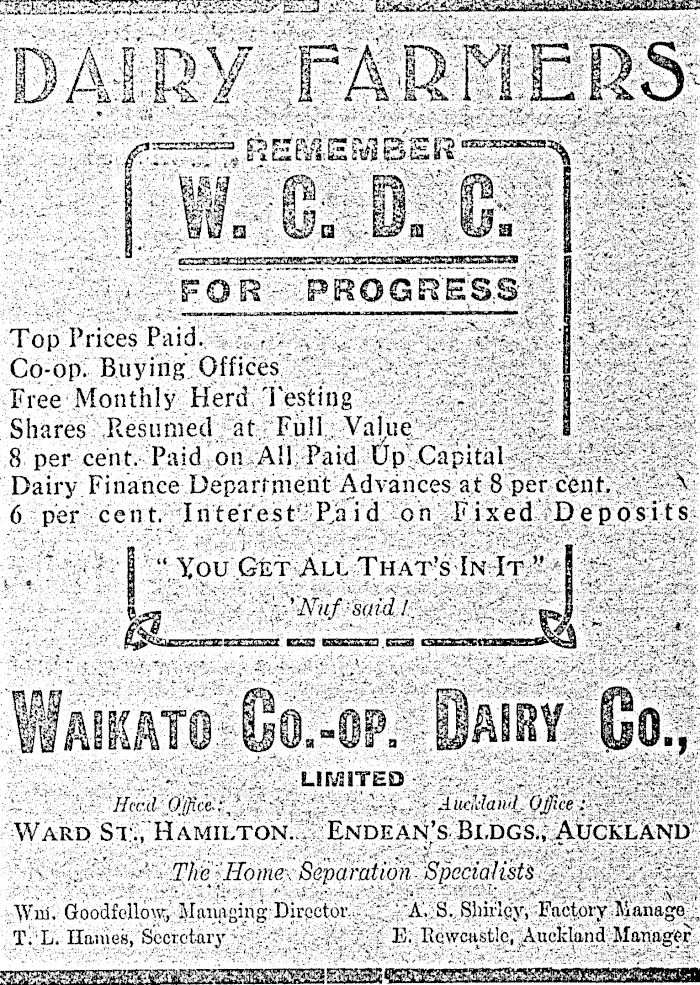 DAIRY FARMERS
REMEMBER
W. C. D. C.
FOR PROGRESS
Top Prices Paid.
Co-op. Buying Offices
Free Monthly Herd Testing
Shares Resumed at Full Value
8 per cent. Paid on All Paid Up Capital
Dairy Finance Department Advances at 8 per cent.
6 per cent. Interest Paid on Fixed Deposits
"YOU GET ALL THAT'S IN IT"
'Nuf said!
WAIKATO CO.-OP. DAIRY CO.,
LIMITED
Head Office: Auckland Office:
WARD ST., HAMILTON. ENDEAN'S BLDGS., AUCKLAND
The Home Separation Specialists
Wm. Goodfellow, Managing Director A. S. Shirley, Factory Manage
T. L. Hames, Secretary E. Rewcastle, Auckland Manager